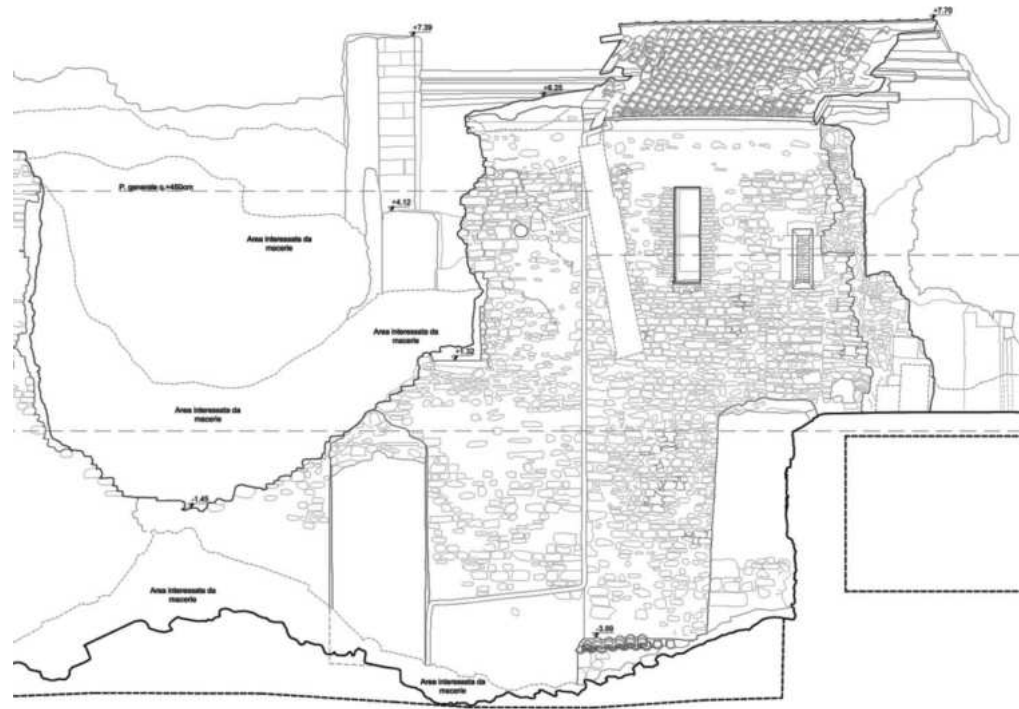 +7.70
+7.39
+6.25
P. generale q.+450cm
+4.12
Area interessata da
macerie
Area interessata da
macerie
+1.32
Area interessata da
macerie
-1.45
Area interessata da
macerie
-3.89
Area interessata da
macerie